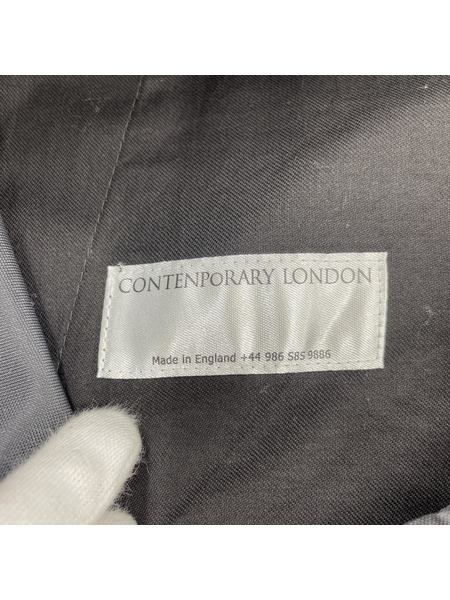 CONTENPORARY LONDON
Made in England +44 986 585 9886